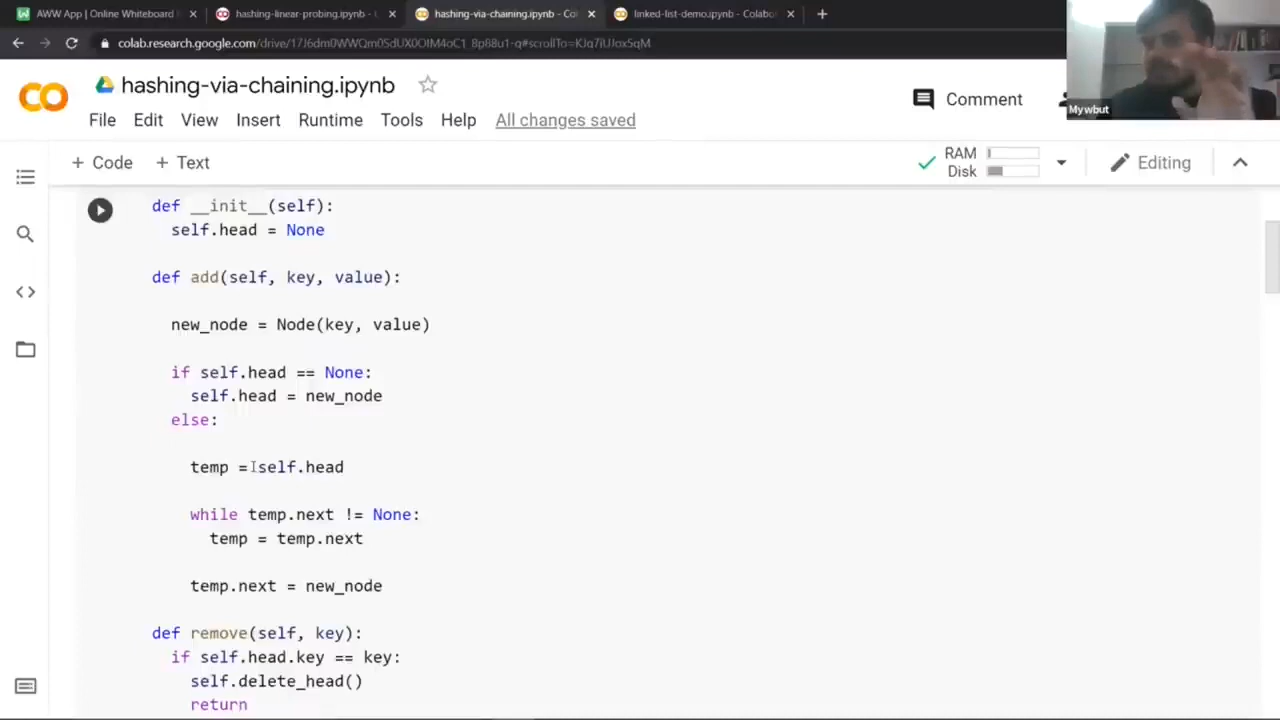 AWW App | Online Whiteboard
hashing-linear-probing.ipynb -
hashing-via-chaining.ipynb - Co
linked-list-demo.ipynb - Colabo
hashing-via-chaining.ipynb
Comment
Mywbut
File Edit View Insert Runtime Tools Help All changes saved
+ Code + Text
RAM
Disk
Editing
def __init__(self):
self.head = None
def add(self, key, value):
new_node = Node(key, value)
if self.head == None:
self.head = new_node
else:
temp = self.head
while temp.next != None:
temp = temp.next
temp.next = new_node
def remove(self, key):
if self.head.key == key:
self.delete_head()
return